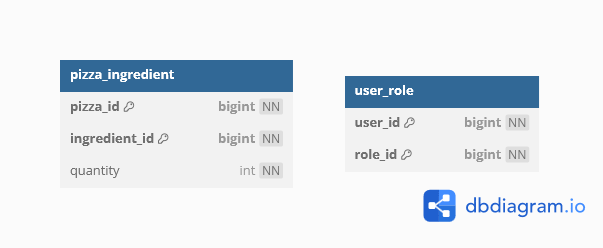 pizza_ingredient
pizza_id bigint NN
ingredient_id bigint NN
quantity int NN
user_role
user_id bigint NN
role_id bigint NN
dbdiagram.io